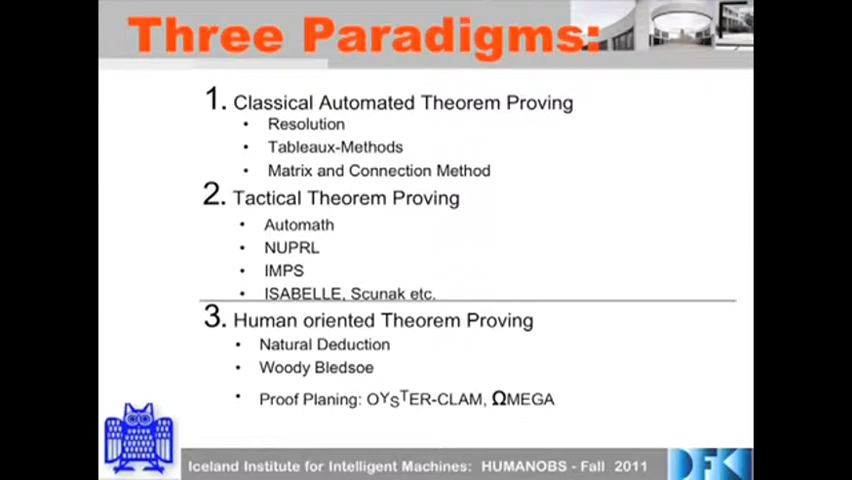 Three Paradigms:
1. Classical Automated Theorem Proving
• Resolution
• Tableaux-Methods
• Matrix and Connection Method
2. Tactical Theorem Proving
• Automath
• NUPRL
• IMPS
• ISABELLE, Scunak etc.
3. Human oriented Theorem Proving
• Natural Deduction
• Woody Bledsoe
• Proof Planing: OYSTER-CLAM, ΩMEGA
Iceland Institute for Intelligent Machines: HUMANOBS - Fall 2011
DFK